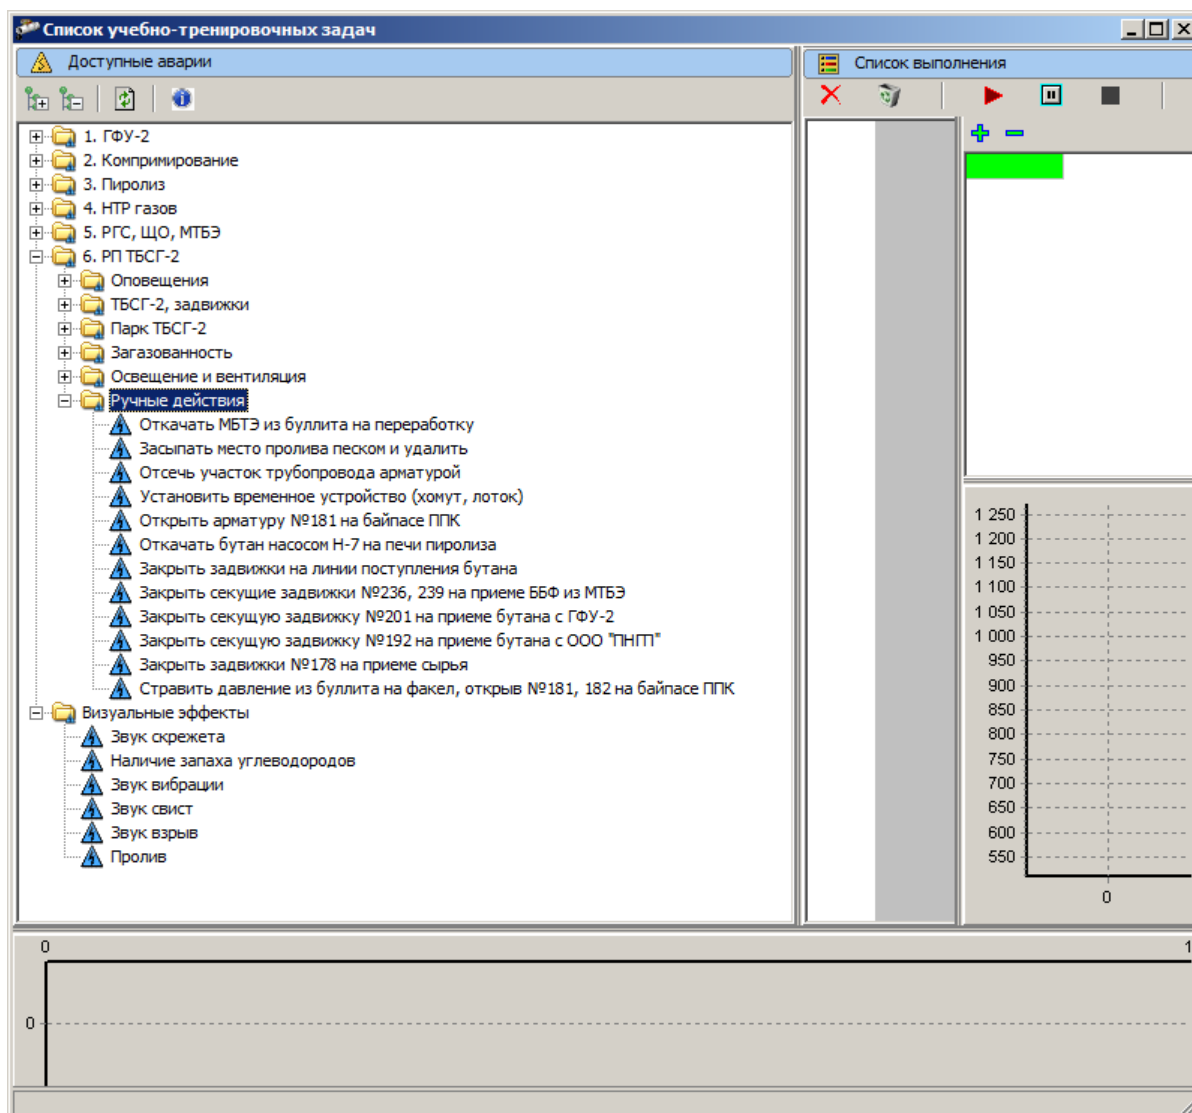 Список учебно-тренировочных задач
Доступные аварии
Список выполнения
1. ГФУ-2
2. Компримирование
3. Пиролиз
4. НТР газов
5. РГС, ЩО, МТБЭ
6. РП ТБСГ-2
Оповещения
ТБСГ-2, задвижки
Парк ТБСГ-2
Загазованность
Освещение и вентиляция
Ручные действия
Откачать МБТЭ из буллита на переработку
Засыпать место пролива песком и удалить
Отсечь участок трубопровода арматурой
Установить временное устройство (хомут, лоток)
Открыть арматуру №181 на байпасе ППК
Откачать бутан насосом Н-7 на печи пиролиза
Закрыть задвижки на линии поступления бутана
Закрыть секущие задвижки №236, 239 на приеме ББФ из МТБЭ
Закрыть секущую задвижку №201 на приеме бутана с ГФУ-2
Закрыть секущую задвижку №192 на приеме бутана с ООО "ПНГП"
Закрыть задвижки №178 на приеме сырья
Стравить давление из буллита на факел, открыв №181, 182 на байпасе ППК
Визуальные эффекты
Звук скрежета
Наличие запаха углеводородов
Звук вибрации
Звук свист
Звук взрыв
Пролив
1 250
1 200
1 150
1 100
1 050
1 000
950
900
850
800
750
700
650
600
550
0
0
1
0